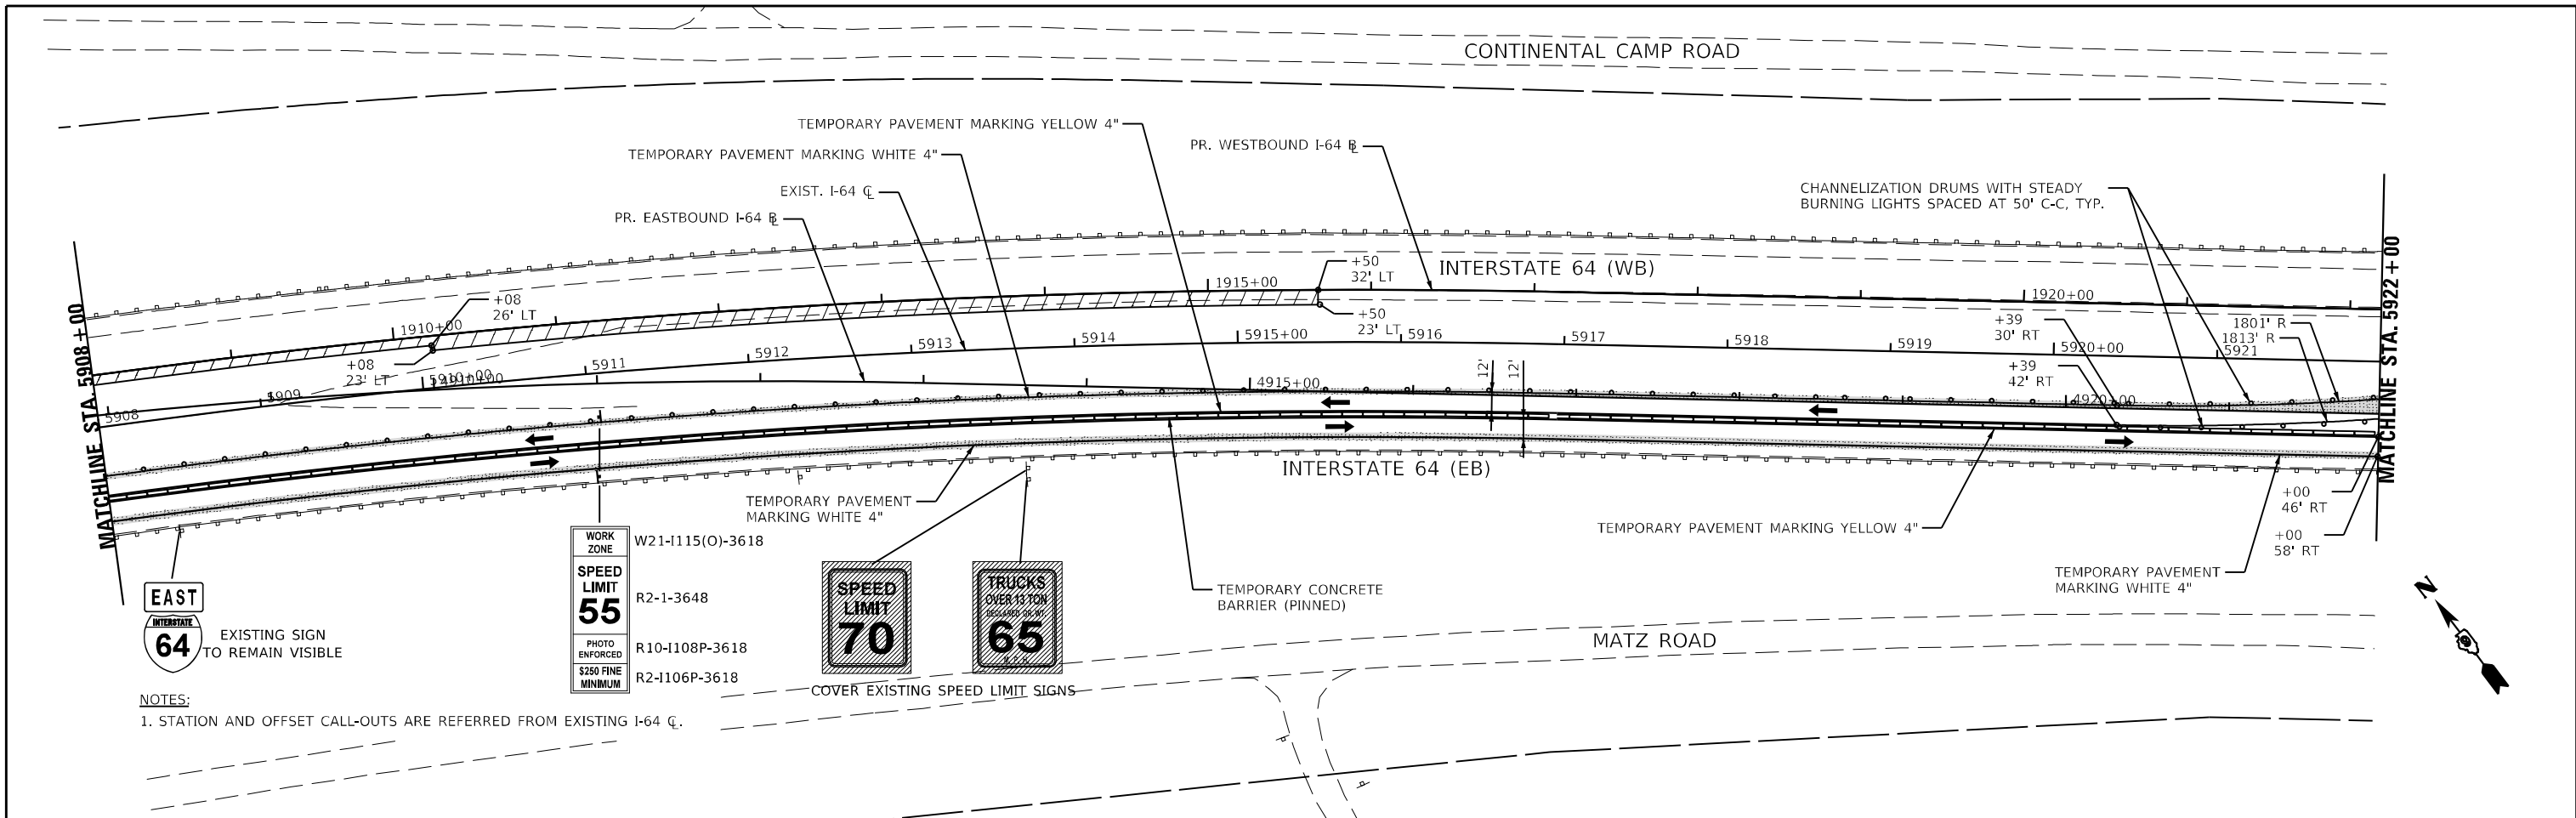 CONTINENTAL CAMP ROAD
TEMPORARY PAVEMENT MARKING YELLOW 4"
TEMPORARY PAVEMENT MARKING WHITE 4"
EXIST. I-64 ℄
PR. EASTBOUND I-64 B
PR. WESTBOUND I-64 B
CHANNELIZATION DRUMS WITH STEADY
BURNING LIGHTS SPACED AT 50' C-C, TYP.
MATCHLINE STA. 5908+00
MATCHLINE STA. 5922+00
INTERSTATE 64 (WB)
+08
26' LT
+08
23' LT
+50
32' LT
+50
23' LT
+39
30' RT
+39
42' RT
1801' R
1813' R
1910+00
1915+00
1920+00
5908
5909
5910+00
5911
5912
5913
5914
5915+00
5916
5917
5918
5919
5920+00
5921
4910+00
4915+00
4920+00
12'
12'
INTERSTATE 64 (EB)
TEMPORARY PAVEMENT
MARKING WHITE 4"
TEMPORARY PAVEMENT MARKING YELLOW 4"
+00
46' RT
+00
58' RT
TEMPORARY PAVEMENT
MARKING WHITE 4"
TEMPORARY CONCRETE
BARRIER (PINNED)
EAST
INTERSTATE
64
EXISTING SIGN
TO REMAIN VISIBLE
WORK
ZONE
W21-I115(O)-3618
SPEED
LIMIT
55
R2-1-3648
PHOTO
ENFORCED
R10-I108P-3618
$250 FINE
MINIMUM
R2-I106P-3618
SPEED
LIMIT
70
TRUCKS
OVER 13 TON
DECLARED GR. WT.
65
M. P. H.
COVER EXISTING SPEED LIMIT SIGNS
MATZ ROAD
NOTES:
1. STATION AND OFFSET CALL-OUTS ARE REFERRED FROM EXISTING I-64 ℄.
N